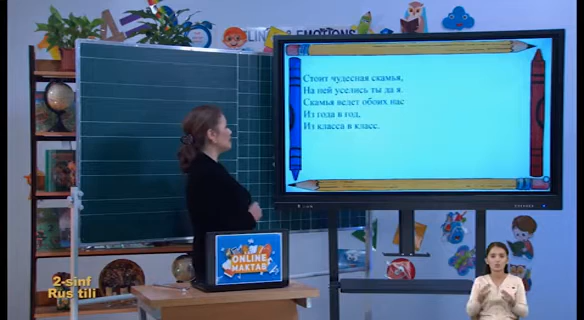 EMOTIONS
Стоит чудесная скамья,
На ней уселись ты да я.
Скамья ведет обоих нас
Из года в год,
Из класса в класс.
ONLINE
MAKTAB
2-sinf
Rus tili